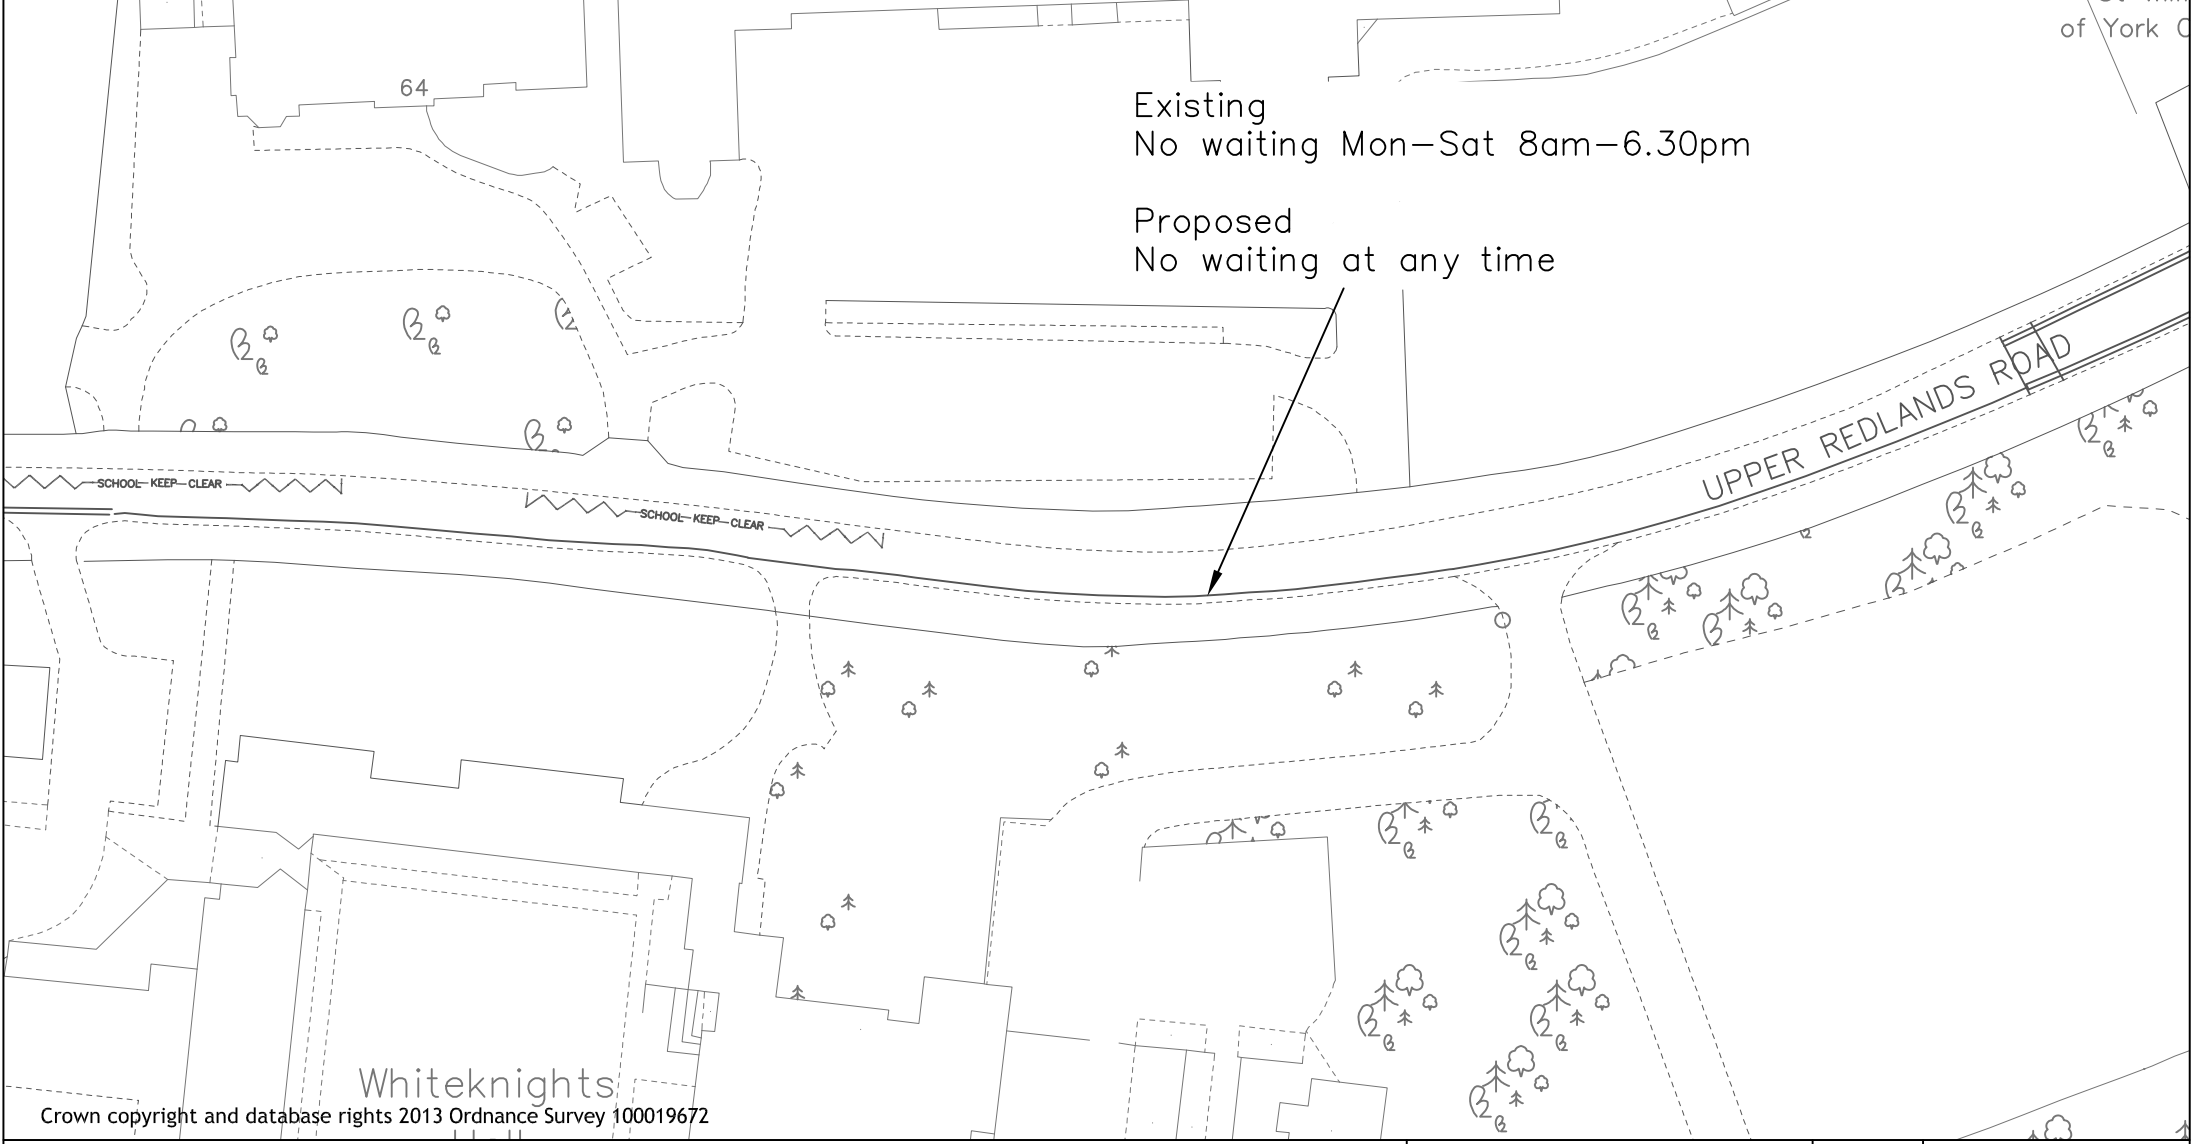 of York
64
Existing
No waiting Mon-Sat 8am-6.30pm
Proposed
No waiting at any time
UPPER REDLANDS ROAD
SCHOOL KEEP CLEAR
SCHOOL KEEP CLEAR
Whiteknights
Crown copyright and database rights 2013 Ordnance Survey 100019672